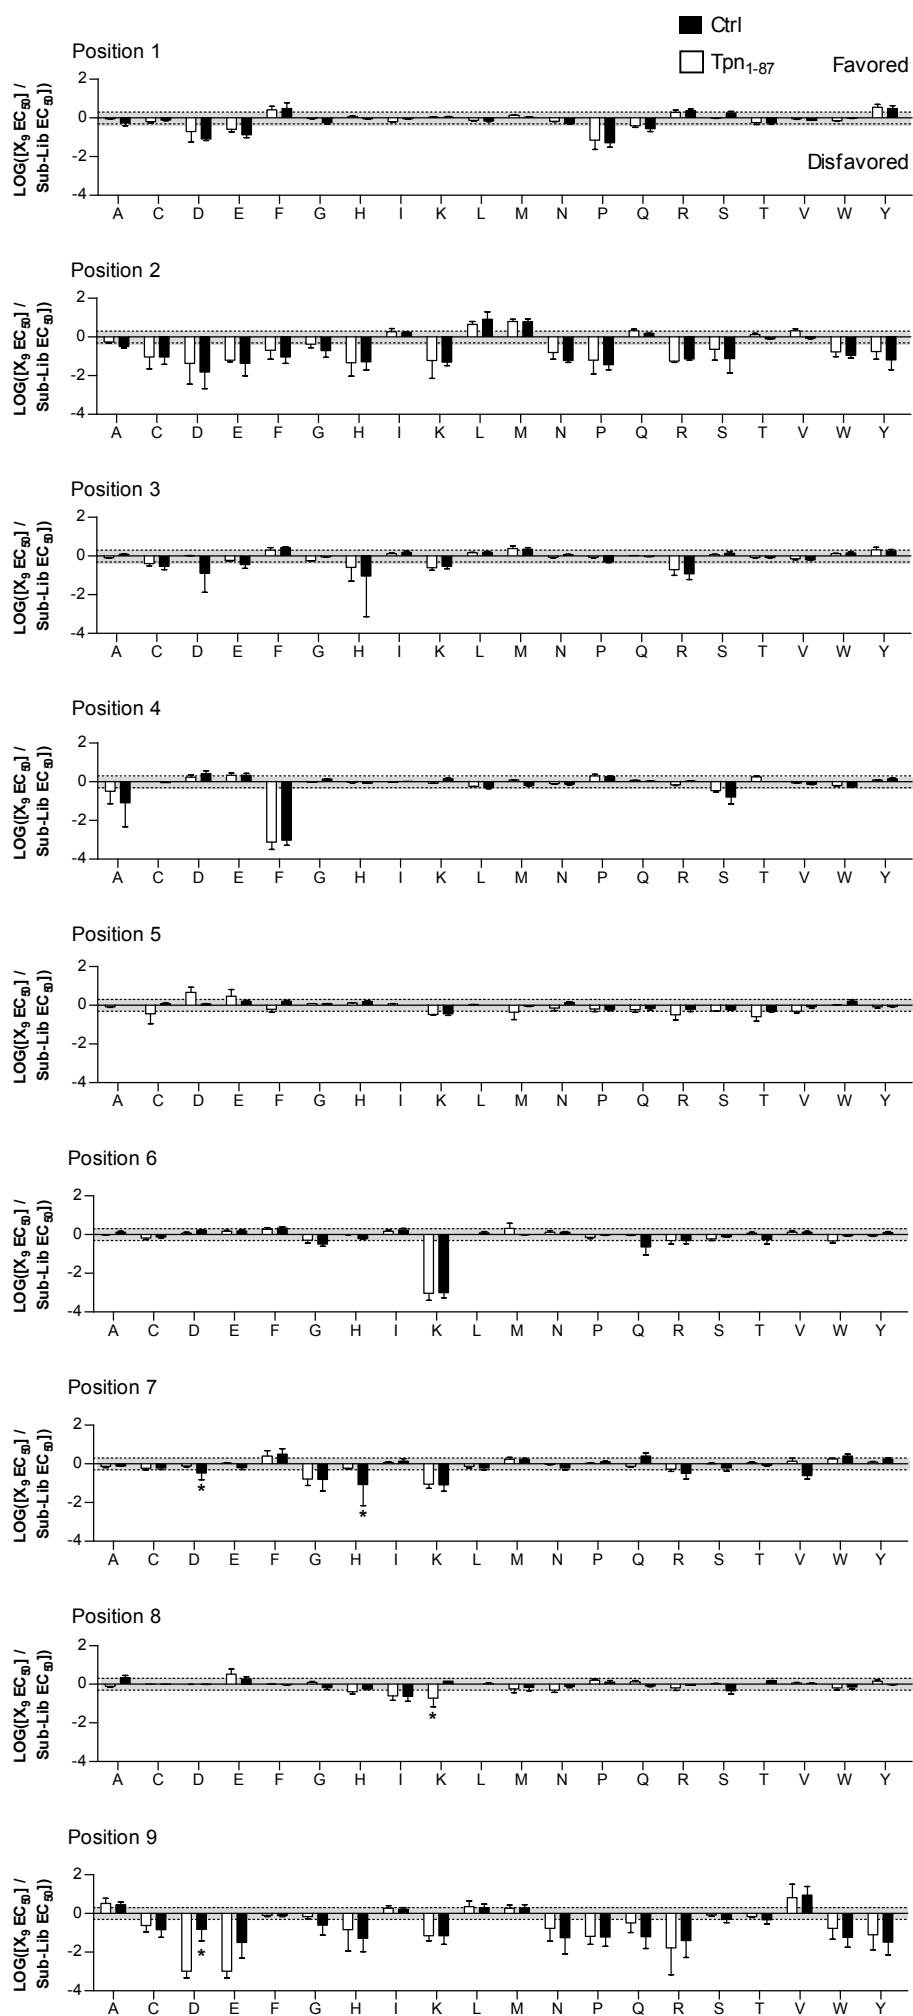 Ctrl
Position 1
Tpn1-87
Favored
Disfavored
LOG([X9 EC50] /
Sub-Lib EC50])
2
0
-2
-4
A C D E F G H I K L M N P Q R S T V W Y
Position 2
LOG([X9 EC50] /
Sub-Lib EC50])
2
0
-2
-4
A C D E F G H I K L M N P Q R S T V W Y
Position 3
LOG([X9 EC50] /
Sub-Lib EC50])
2
0
-2
-4
A C D E F G H I K L M N P Q R S T V W Y
Position 4
LOG([X9 EC50] /
Sub-Lib EC50])
2
0
-2
-4
A C D E F G H I K L M N P Q R S T V W Y
Position 5
LOG([X9 EC50] /
Sub-Lib EC50])
2
0
-2
-4
A C D E F G H I K L M N P Q R S T V W Y
Position 6
LOG([X9 EC50] /
Sub-Lib EC50])
2
0
-2
-4
A C D E F G H I K L M N P Q R S T V W Y
Position 7
LOG([X9 EC50] /
Sub-Lib EC50])
2
0
-2
-4
* *
A C D E F G H I K L M N P Q R S T V W Y
Position 8
LOG([X9 EC50] /
Sub-Lib EC50])
2
0
-2
-4
*
A C D E F G H I K L M N P Q R S T V W Y
Position 9
LOG([X9 EC50] /
Sub-Lib EC50])
2
0
-2
-4
*
A C D E F G H I K L M N P Q R S T V W Y